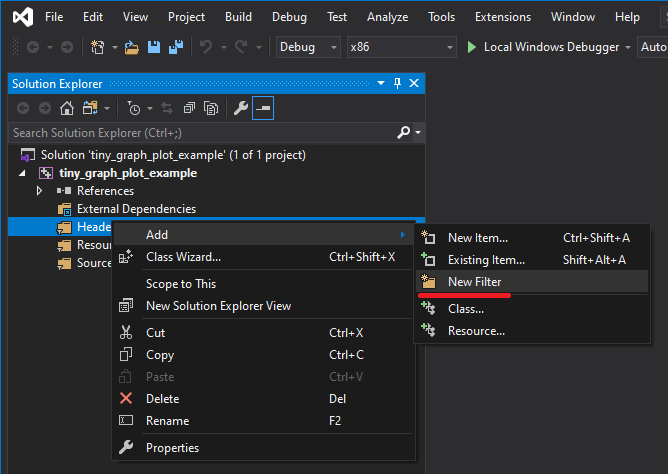 File Edit View Project Build Debug Test Analyze Tools Extensions Window Help
Debug x86 Local Windows Debugger Auto
Solution Explorer
Search Solution Explorer (Ctrl+;)
Solution 'tiny_graph_plot_example' (1 of 1 project)
tiny_graph_plot_example
References
External Dependencies
Heade
Resou
Source
Add
Class Wizard... Ctrl+Shift+X
Scope to This
New Solution Explorer View
Cut Ctrl+X
Copy Ctrl+C
Paste Ctrl+V
Delete Del
Rename F2
Properties
New Item... Ctrl+Shift+A
Existing Item... Shift+Alt+A
New Filter
Class...
Resource...